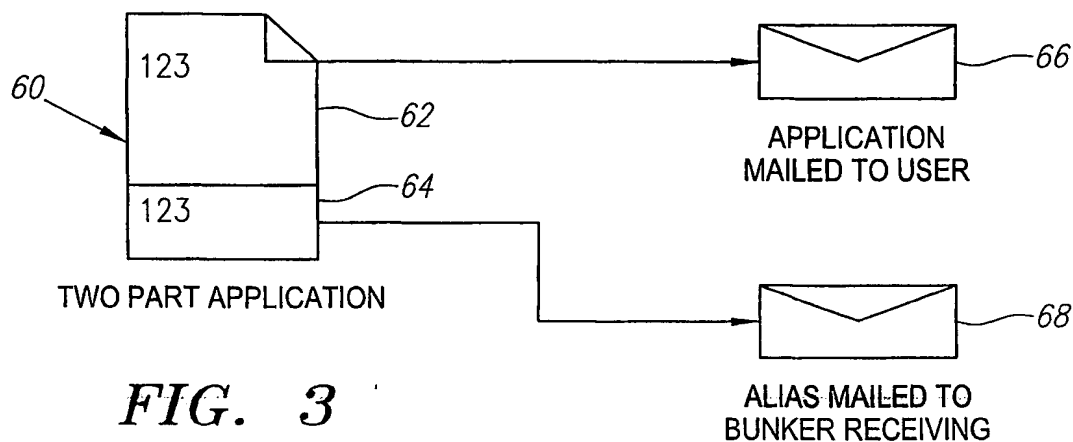 123
60
62
66
APPLICATION
MAILED TO USER
64
123
TWO PART APPLICATION
68
ALIAS MAILED TO
BUNKER RECEIVING
FIG. 3